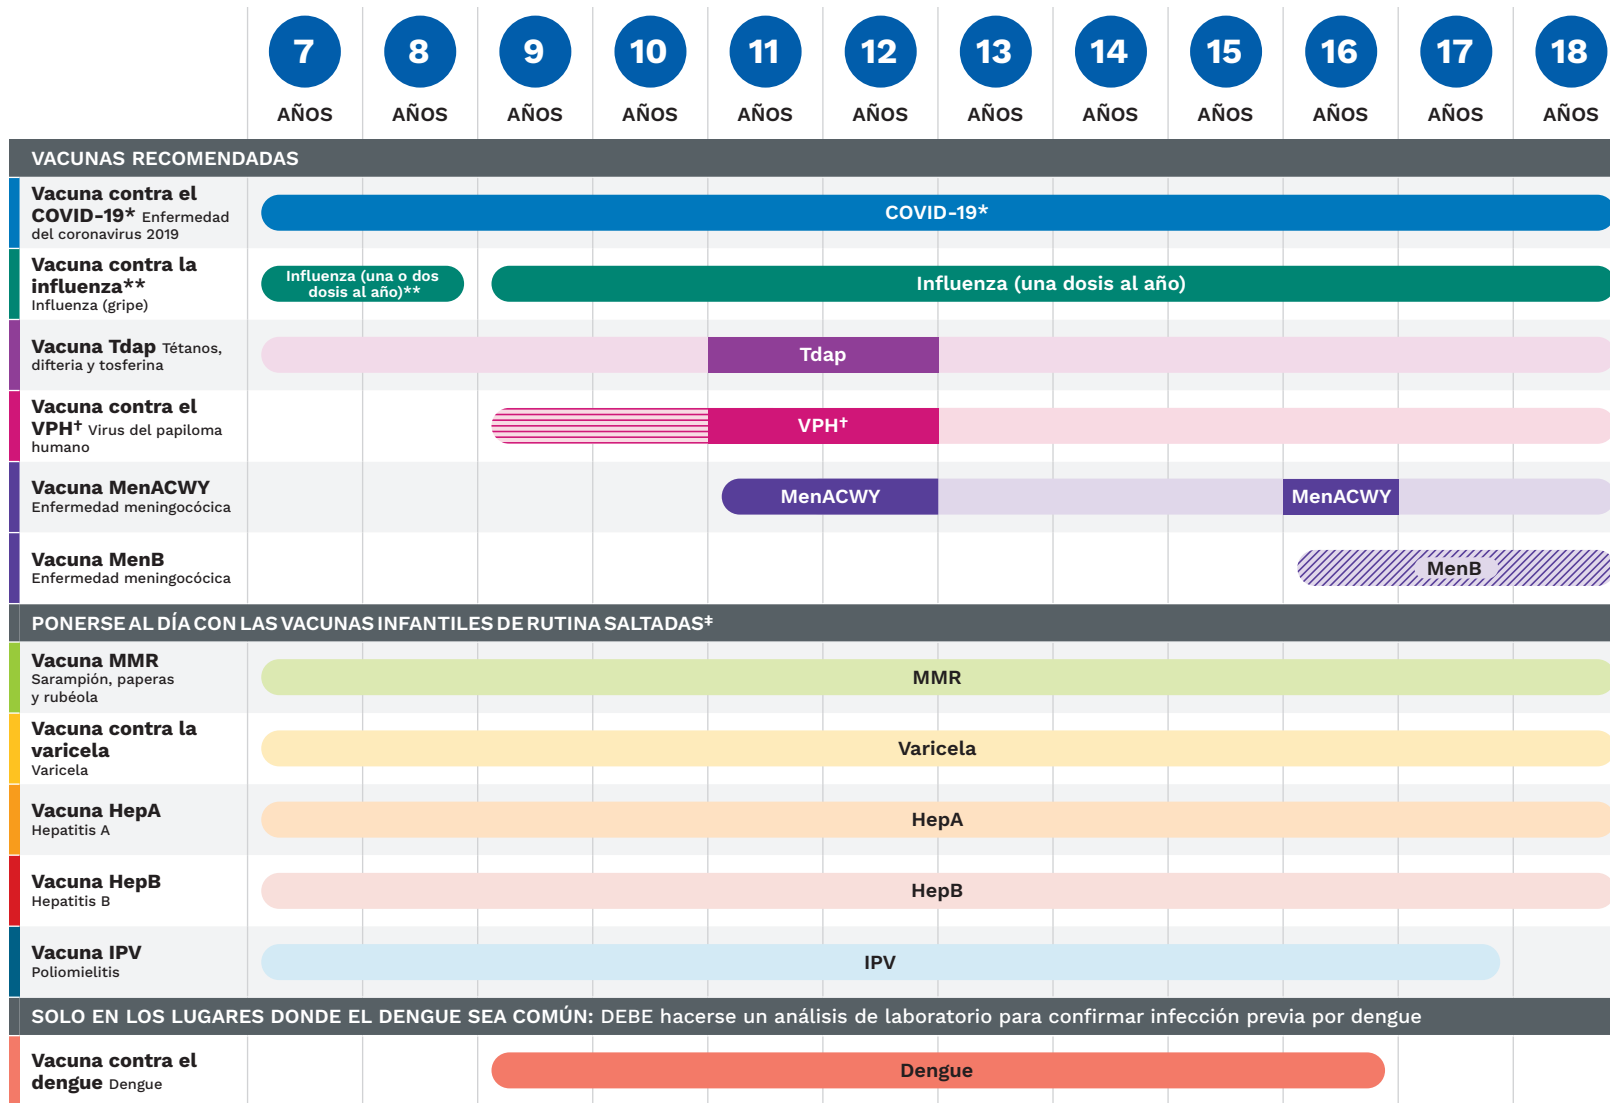 7 8 9 10 11 12 13 14 15 16 17 18
AÑOS AÑOS AÑOS AÑOS AÑOS AÑOS AÑOS AÑOS AÑOS AÑOS AÑOS AÑOS
VACUNAS RECOMENDADAS
Vacuna contra el
COVID-19* Enfermedad
del coronavirus 2019
COVID-19*
Vacuna contra la
influenza**
Influenza (gripe)
Influenza (una o dos
dosis al año)**
Influenza (una dosis al año)
Vacuna Tdap Tétanos,
difteria y tosferina
Tdap
Vacuna contra el
VPH† Virus del papiloma
humano
VPH†
Vacuna MenACWY
Enfermedad meningocócica
MenACWY
MenACWY
Vacuna MenB
Enfermedad meningocócica
MenB
PONERSE AL DÍA CON LAS VACUNAS INFANTILES DE RUTINA SALTADAS‡
Vacuna MMR
Sarampión, paperas
y rubéola
MMR
Vacuna contra la
varicela
Varicela
Varicela
Vacuna HepA
Hepatitis A
HepA
Vacuna HepB
Hepatitis B
HepB
Vacuna IPV
Poliomielitis
IPV
SOLO EN LOS LUGARES DONDE EL DENGUE SEA COMÚN: DEBE hacerse un análisis de laboratorio para confirmar infección previa por dengue
Vacuna contra el
dengue Dengue
Dengue